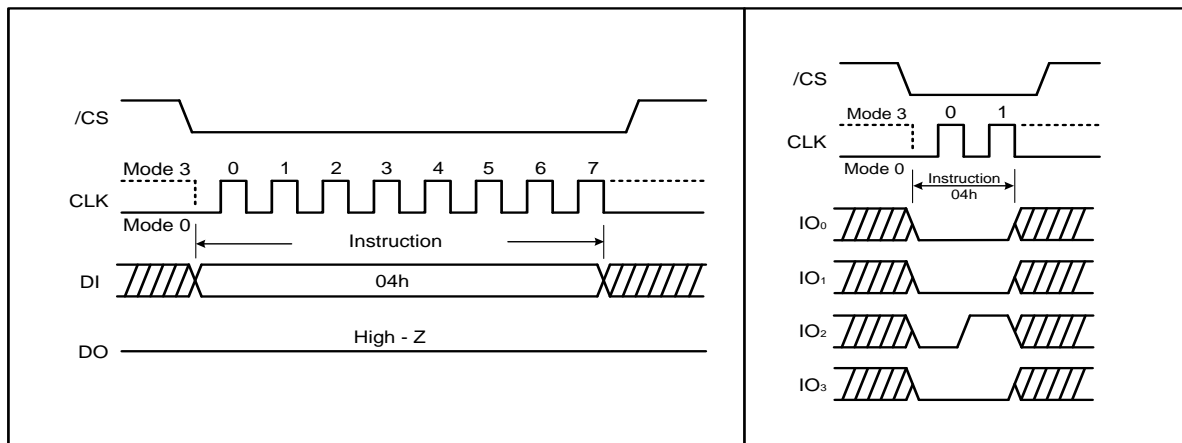 /CS
Mode 3 0 1 2 3 4 5 6 7
CLK
Mode 0
Instruction
DI 04h
High - Z
DO
/CS
Mode 3 0 1
CLK
Mode 0
Instruction
04h
IO₀
IO₁
IO₂
IO₃